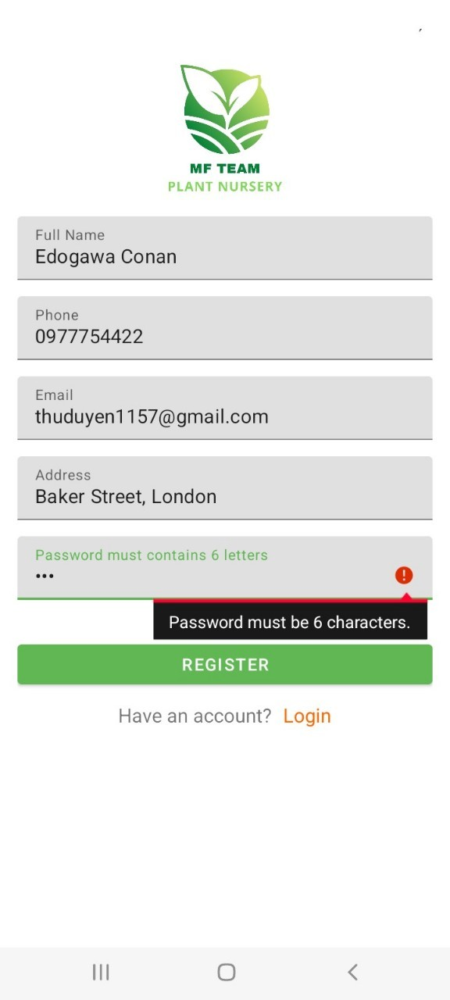 MF TEAM
PLANT NURSERY
Full Name
Edogawa Conan
Phone
0977754422
Email
thuduyen1157@gmail.com
Address
Baker Street, London
Password must contains 6 letters
•••
Password must be 6 characters.
REGISTER
Have an account? Login